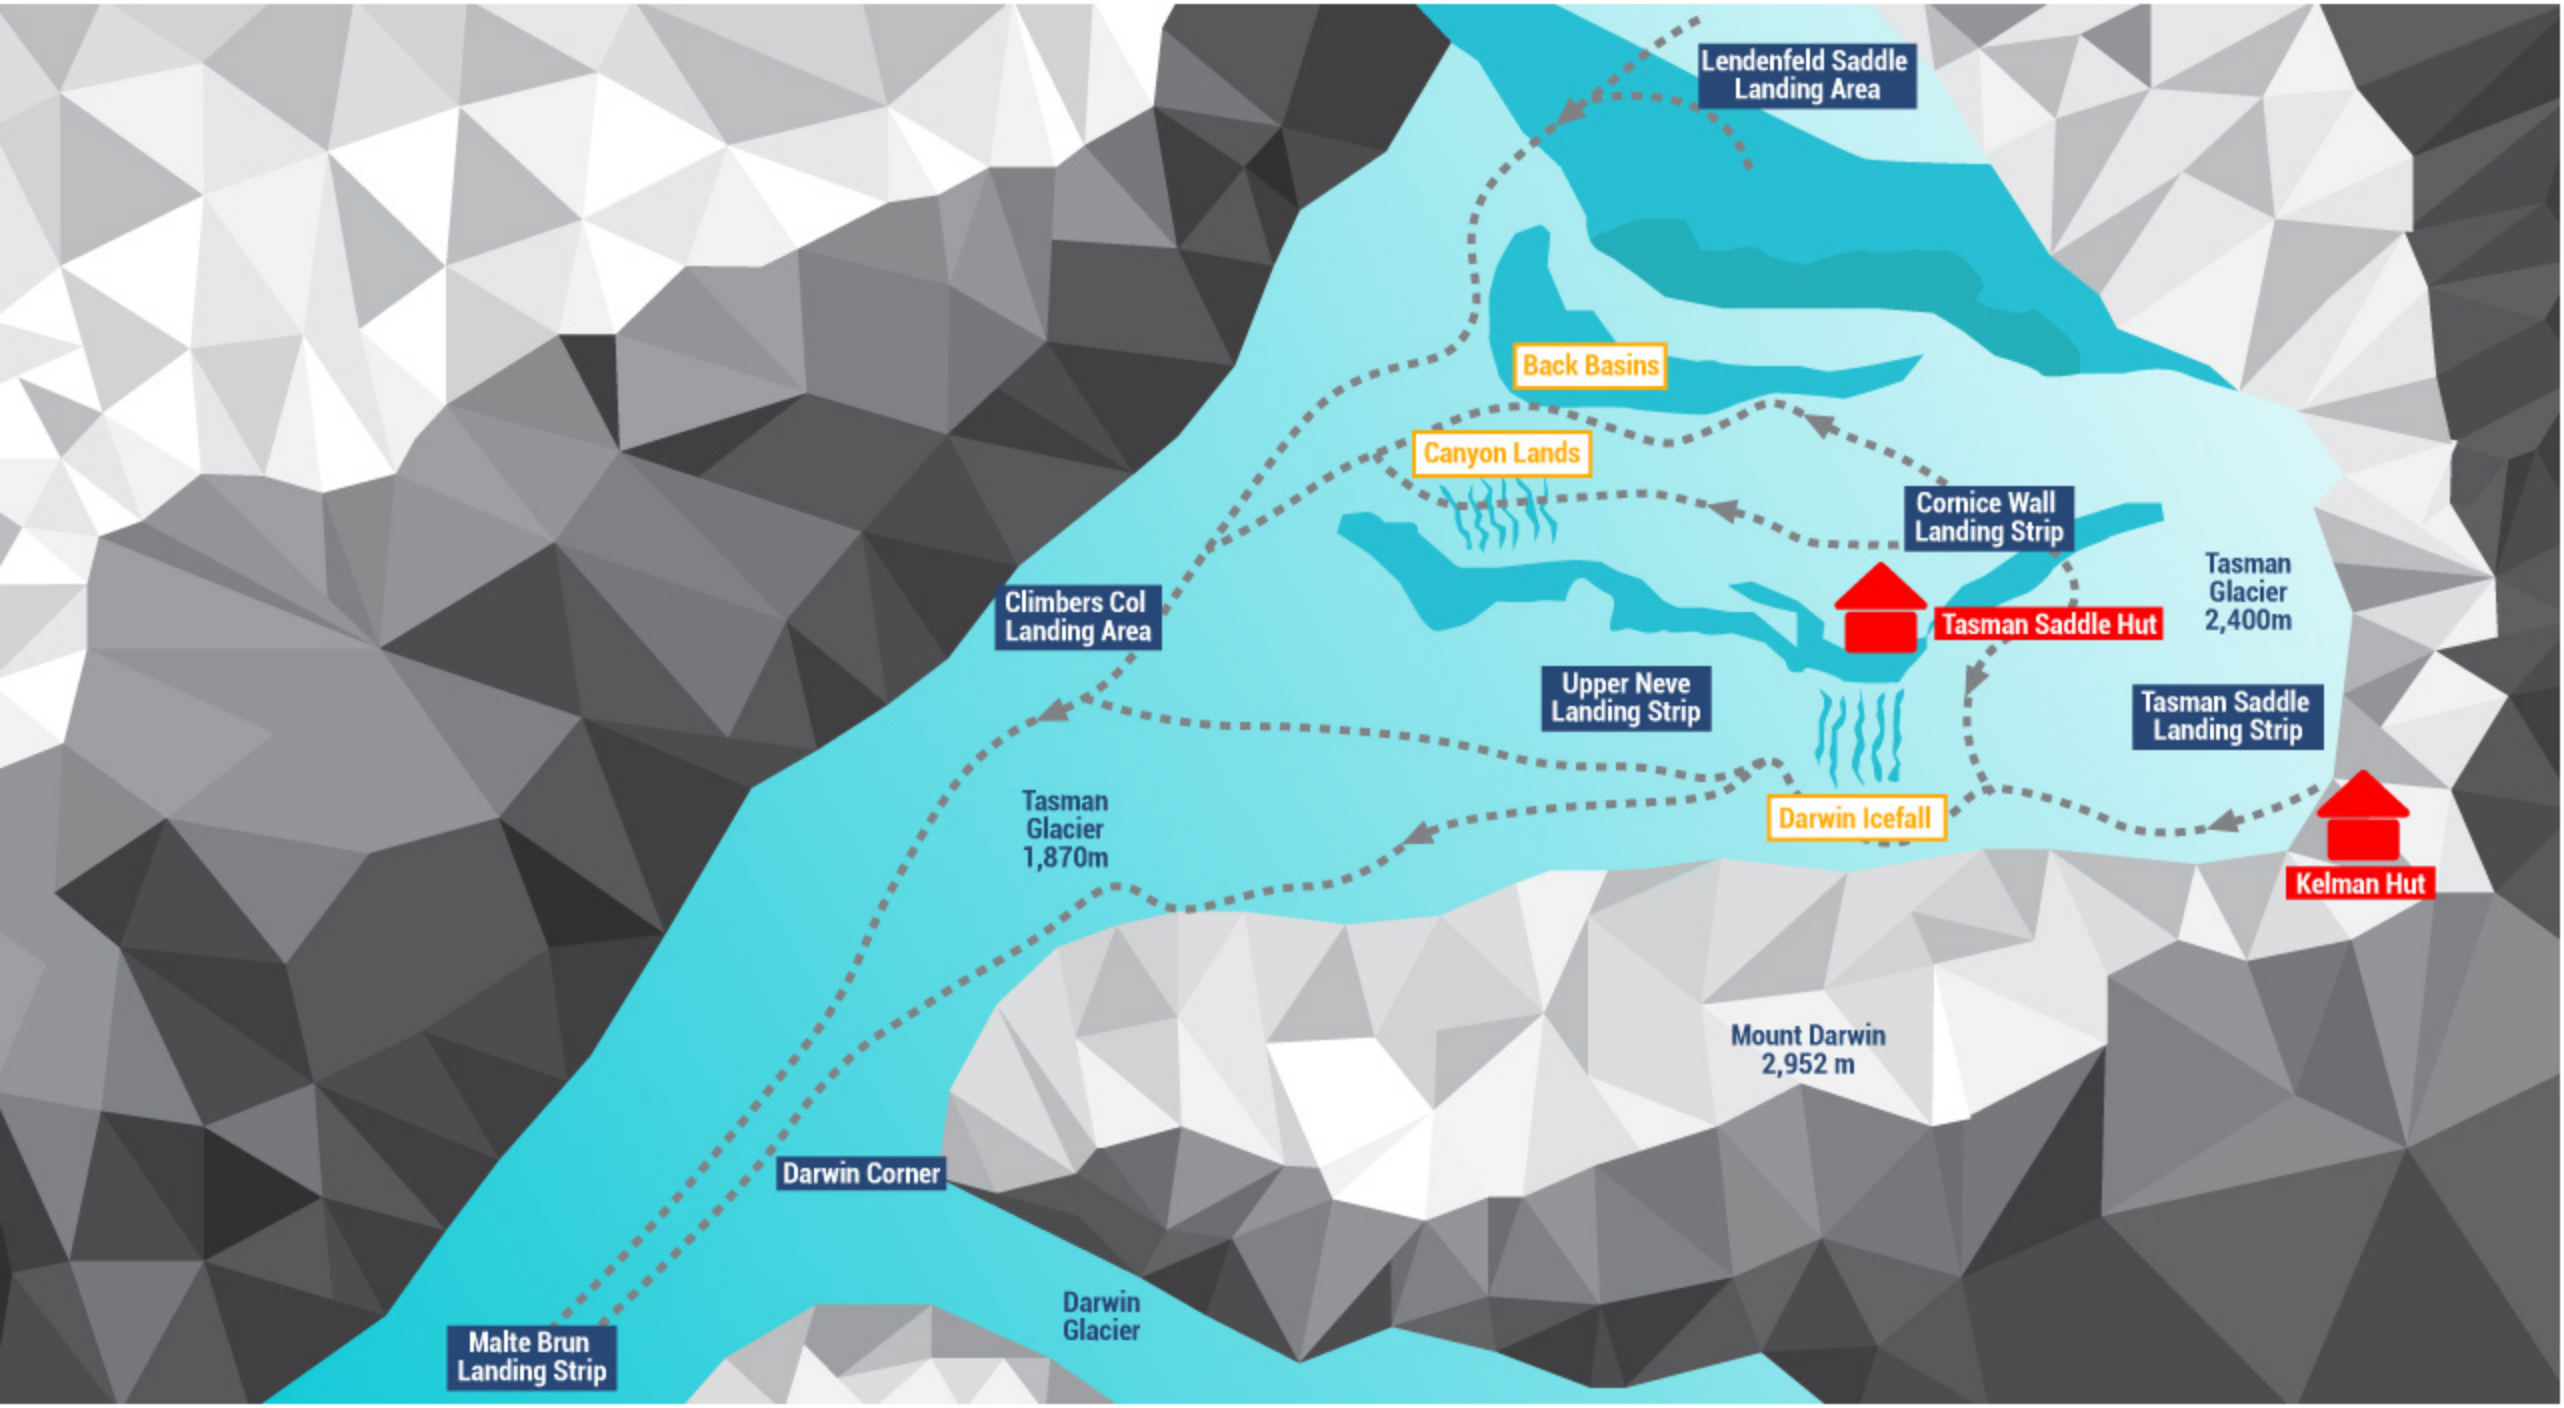 Lendenfeld Saddle
Landing Area
Back Basins
Canyon Lands
Cornice Wall
Landing Strip
Tasman
Glacier
2,400m
Climbers Col
Landing Area
Tasman Saddle Hut
Upper Neve
Landing Strip
Tasman Saddle
Landing Strip
Tasman
Glacier
1,870m
Darwin Icefall
Kelman Hut
Mount Darwin
2,952 m
Darwin Corner
Darwin
Glacier
Malte Brun
Landing Strip